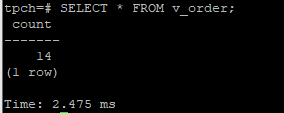 tpch=# SELECT * FROM v_order;
count
-------
14
(1 row)
Time: 2.475 ms